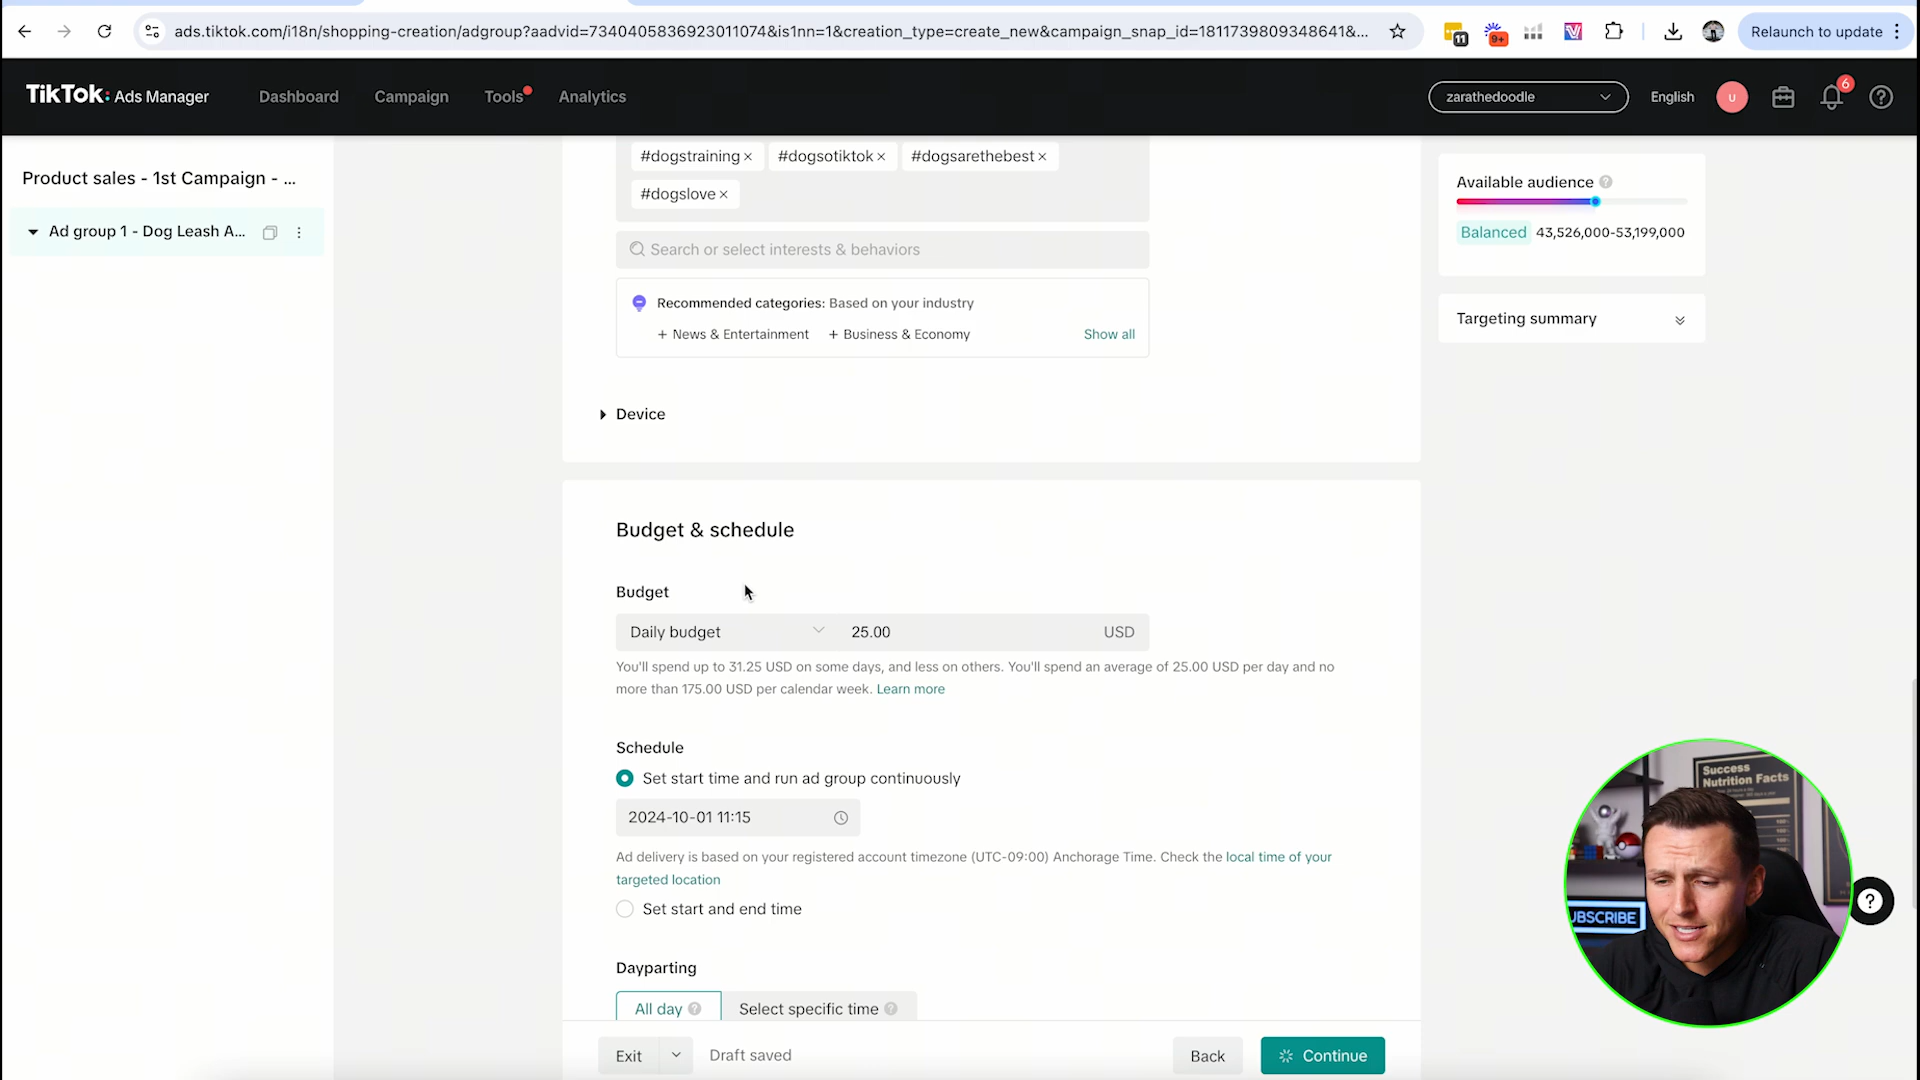 ads.tiktok.com/i18n/shopping-creation/adgroup?aadvid=7340405836923011074&is1nn=1&creation_type=create_new&campaign_snap_id=1811739809348641&...
11
9+
Relaunch to update
TikTok: Ads Manager
Dashboard
Campaign
Tools
Analytics
zarathedoodle
English
U
6
Product sales - 1st Campaign - ...
Ad group 1 - Dog Leash A...
#dogstraining ×
#dogsotiktok ×
#dogsarethebest ×
#dogslove ×
Search or select interests & behaviors
Recommended categories: Based on your industry
+ News & Entertainment
+ Business & Economy
Show all
Device
Available audience
Balanced 43,526,000-53,199,000
Targeting summary
Budget & schedule
Budget
Daily budget
25.00
USD
You'll spend up to 31.25 USD on some days, and less on others. You'll spend an average of 25.00 USD per day and no
more than 175.00 USD per calendar week. Learn more
Schedule
Set start time and run ad group continuously
2024-10-01 11:15
Ad delivery is based on your registered account timezone (UTC-09:00) Anchorage Time. Check the local time of your
targeted location
Set start and end time
Dayparting
All day
Select specific time
Exit
Draft saved
Back
Continue
Success
Nutrition Facts
UBSCRIBE